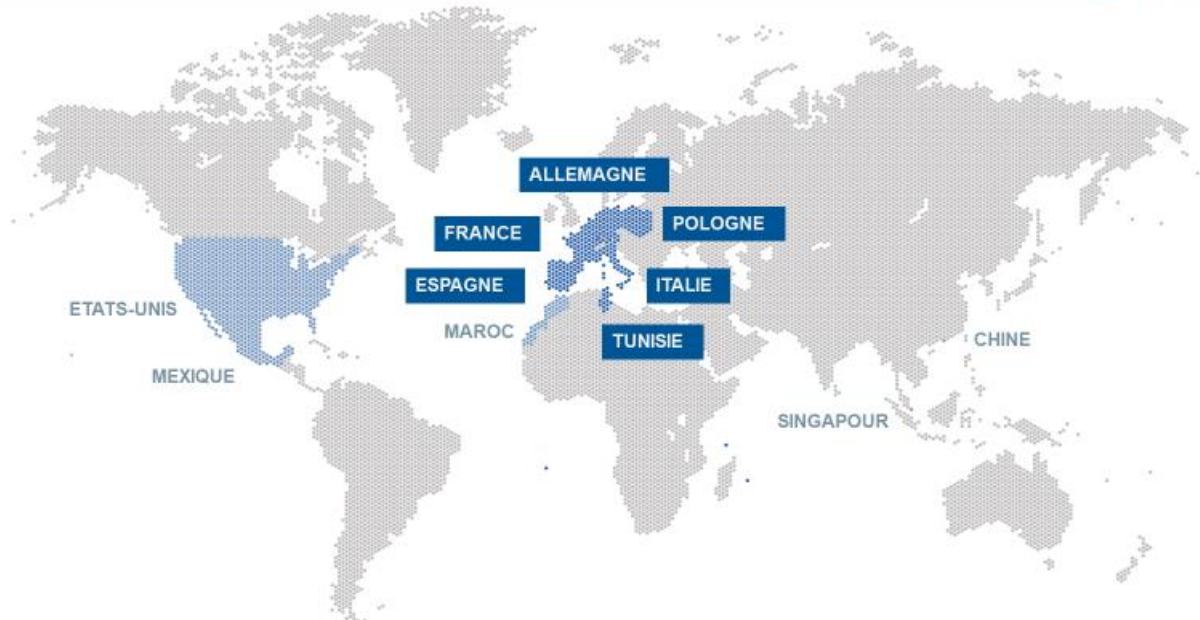 ALLEMAGNE
POLOGNE
FRANCE
ESPAGNE
ITALIE
ETATS-UNIS
MAROC
TUNISIE
CHINE
MEXIQUE
SINGAPOUR